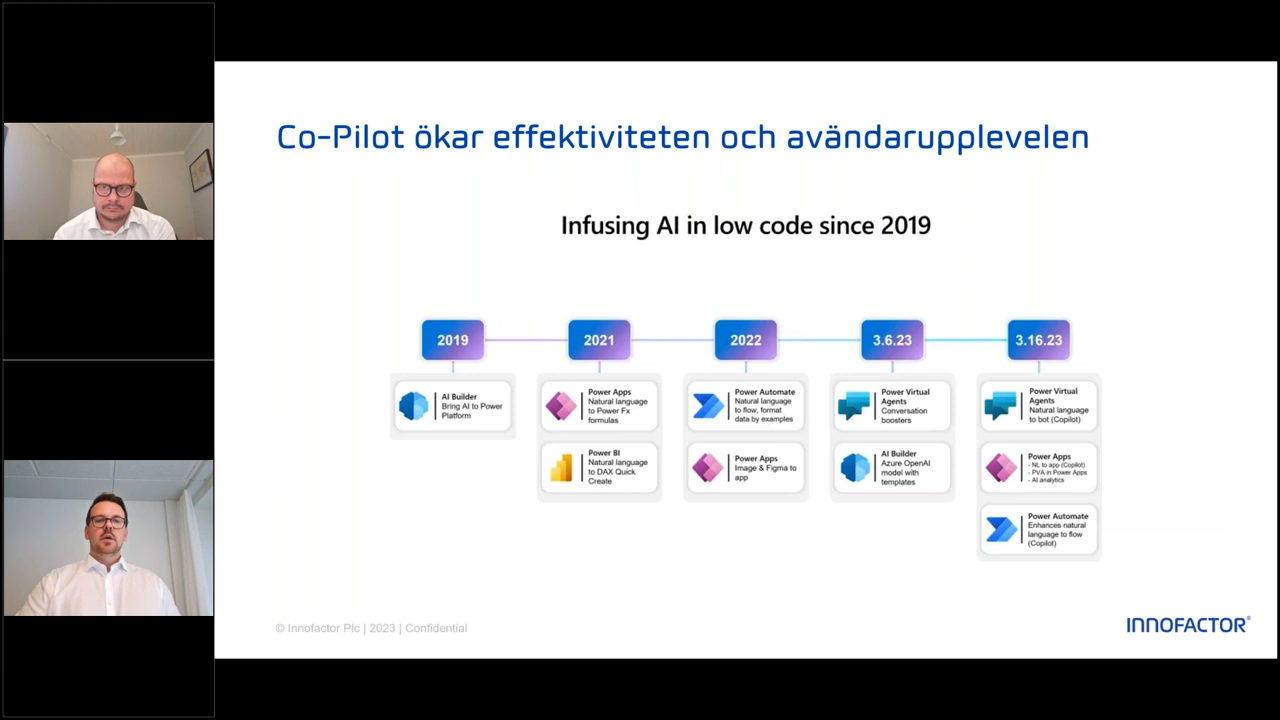 Co-Pilot ökar effektiviteten och avändarupplevelen
Infusing AI in low code since 2019
2019
2021
2022
3.6.23
3.16.23
AI Builder
Bring AI to Power
Platform
Power Apps
Natural language
to Power Fx
formulas
Power BI
Natural language
to DAX Quick
Create
Power Automate
Natural language
to flow, format
data by examples
Power Apps
Image & Figma to
app
Power Virtual
Agents
Conversation
boosters
AI Builder
Azure OpenAI
model with
templates
Power Virtual
Agents
Natural language
to bot (Copilot)
Power Apps
- NL to app (Copilot)
- PVA in Power Apps
- AI analytics
Power Automate
Enhances natural
language to flow
(Copilot)
© Innofactor Plc | 2023 | Confidential
INNOFACTOR®